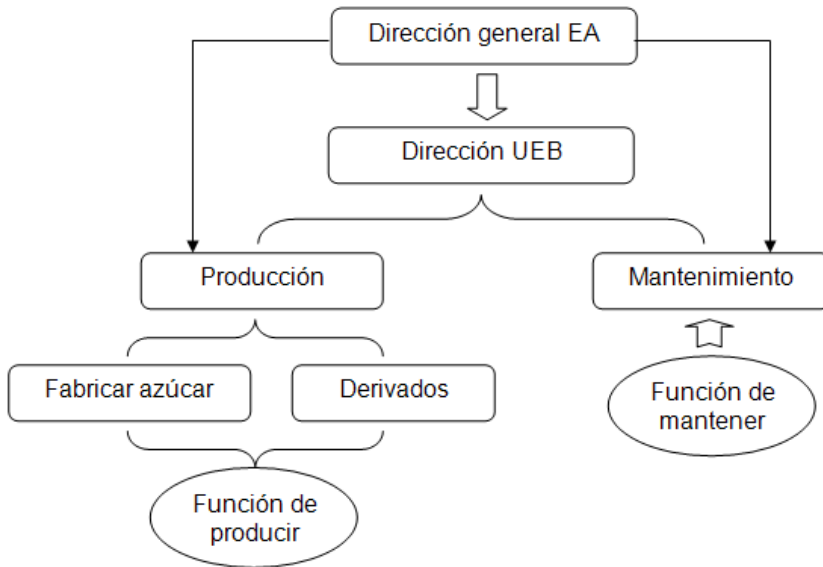 Dirección general EA
Dirección UEB
Producción
Mantenimiento
Fabricar azúcar
Derivados
Función de
mantener
Función de
producir